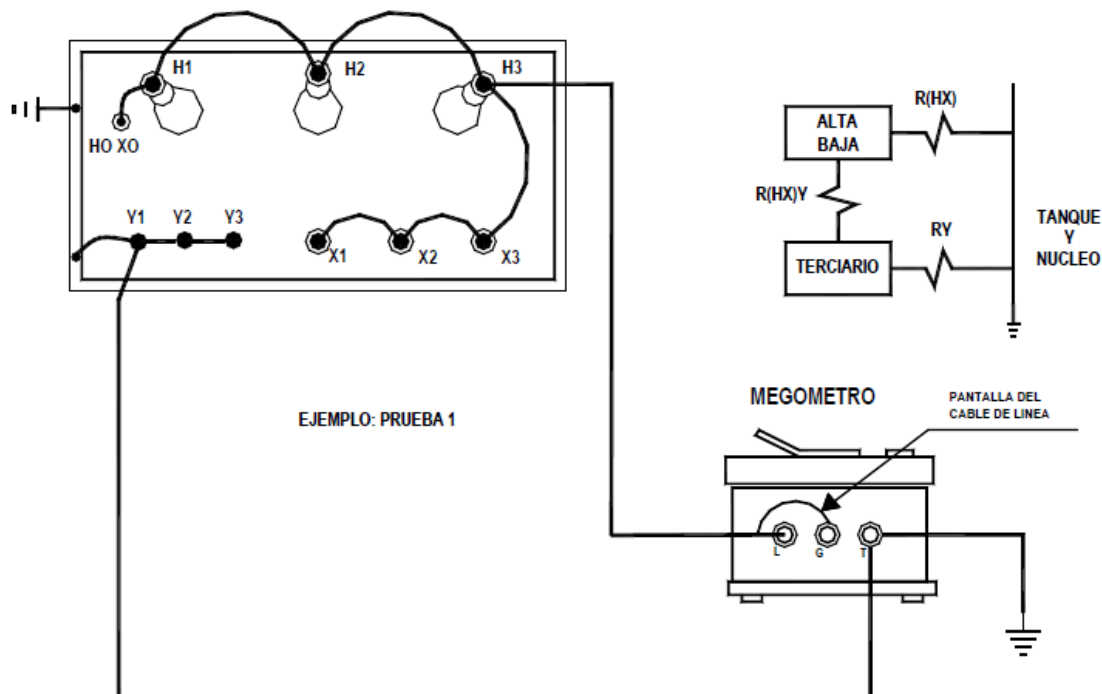 H1
H2
H3
HO XO
Y1
Y2
Y3
X1
X2
X3
R(HX)
ALTA
BAJA
R(HX)Y
RY
TERCIARIO
TANQUE
Y
NUCLEO
EJEMPLO: PRUEBA 1
MEGOMETRO
PANTALLA DEL
CABLE DE LINEA
L
G
T